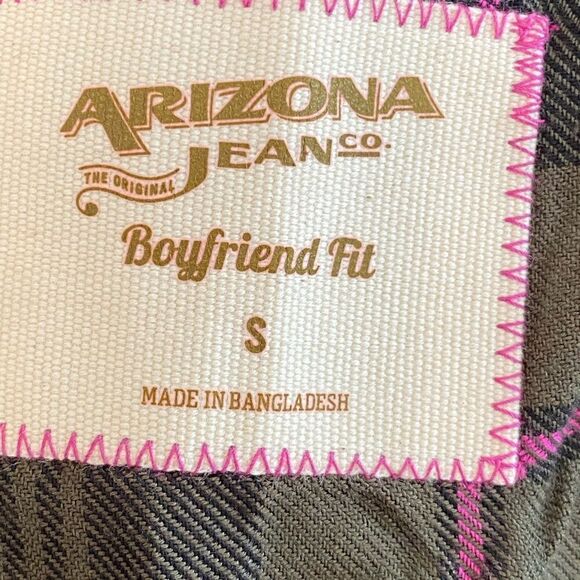 ARIZONA
JEAN CO.
THE ORIGINAL
Boyfriend Fit
S
MADE IN BANGLADESH